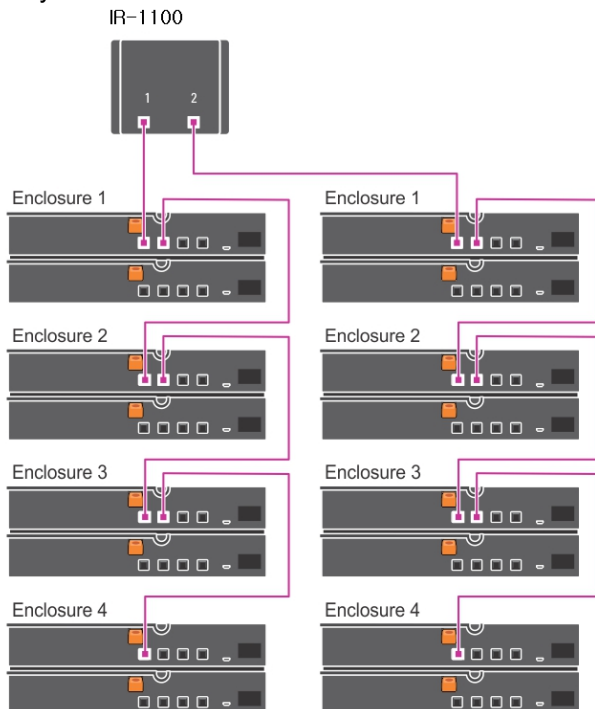 IR-1100
1 2
Enclosure 1 Enclosure 1
Enclosure 2 Enclosure 2
Enclosure 3 Enclosure 3
Enclosure 4 Enclosure 4